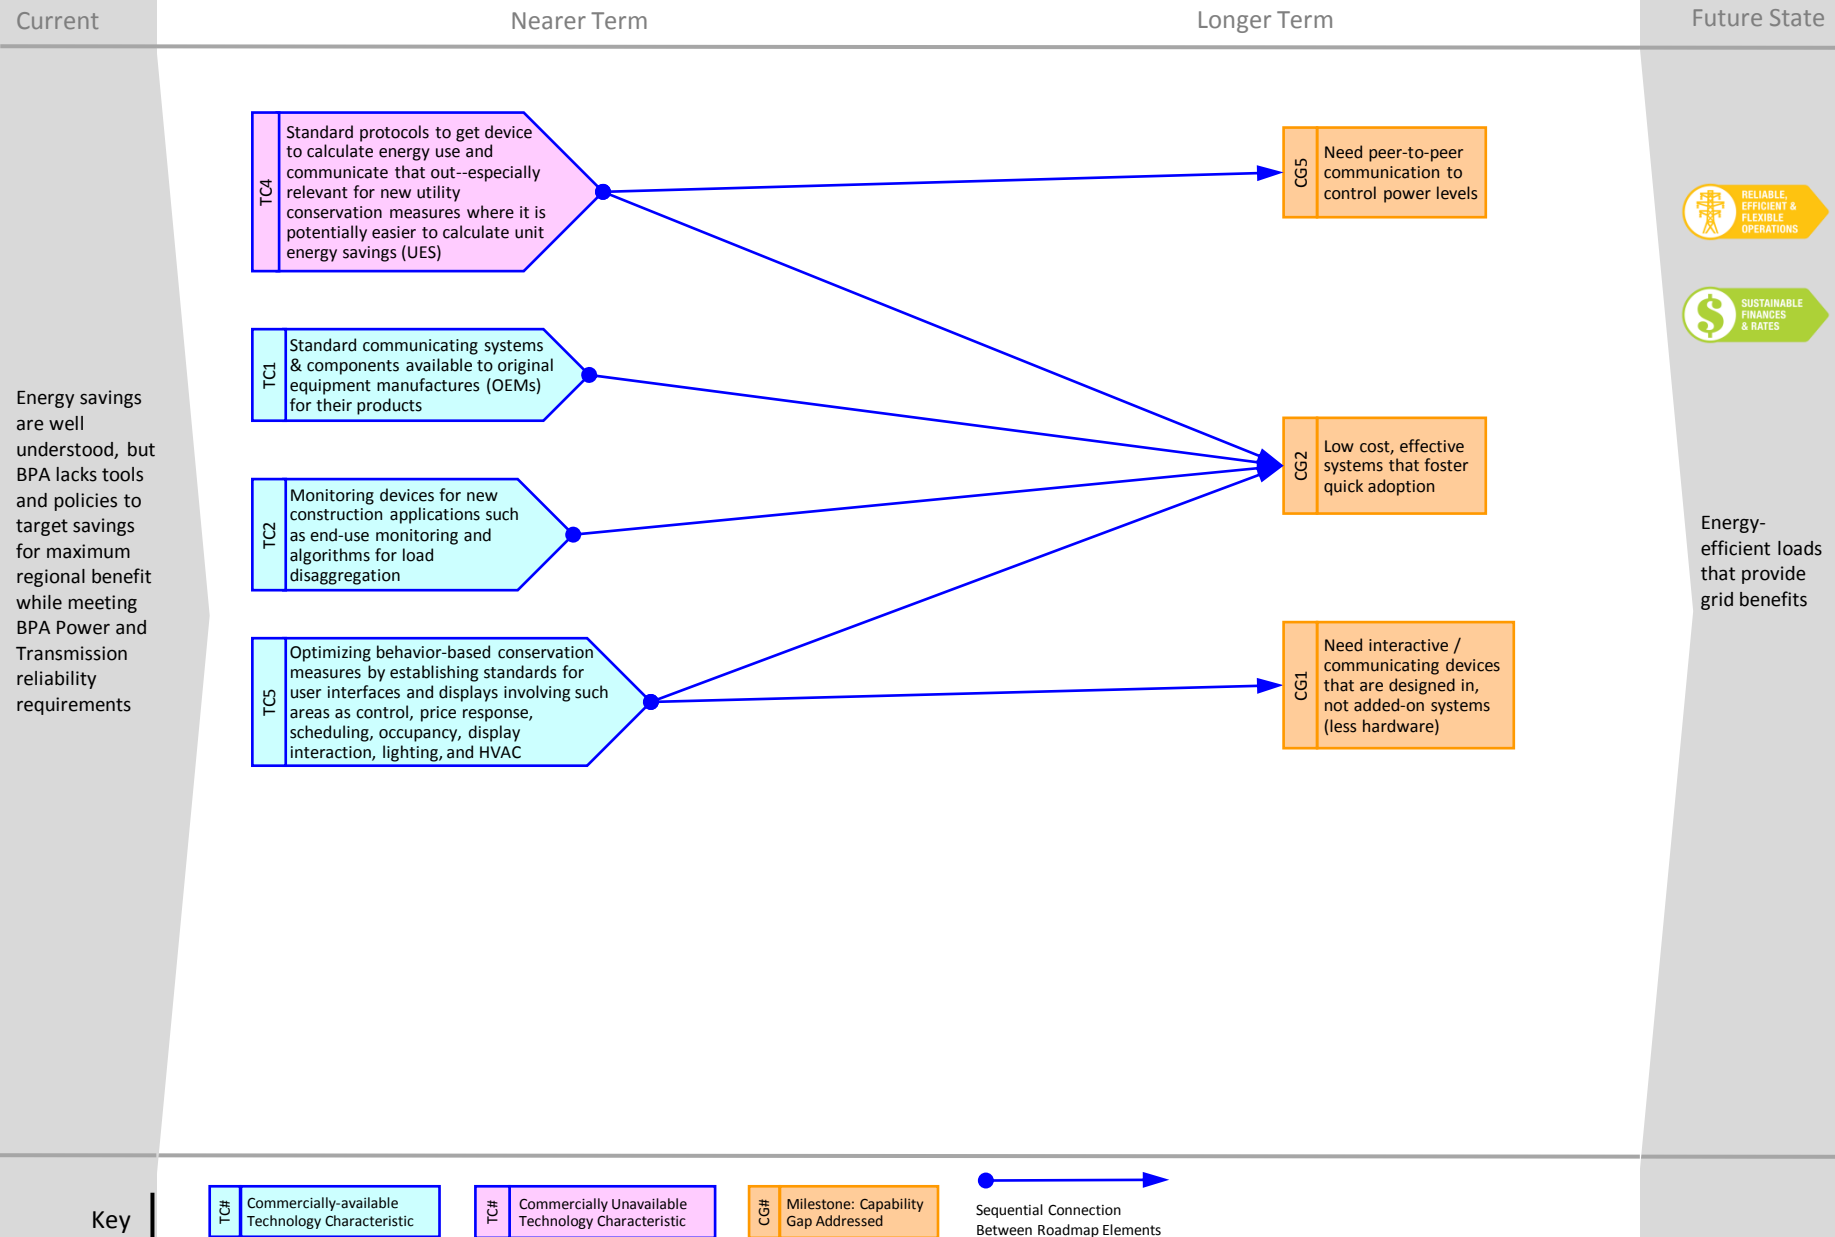 Current
Nearer Term
Longer Term
Future State
Energy savings
are well
understood, but
BPA lacks tools
and policies to
target savings
for maximum
regional benefit
while meeting
BPA Power and
Transmission
reliability
requirements
TC4
Standard protocols to get device
to calculate energy use and
communicate that out--especially
relevant for new utility
conservation measures where it is
potentially easier to calculate unit
energy savings (UES)
TC1
Standard communicating systems
& components available to original
equipment manufactures (OEMs)
for their products
TC2
Monitoring devices for new
construction applications such
as end-use monitoring and
algorithms for load
disaggregation
TC5
Optimizing behavior-based conservation
measures by establishing standards for
user interfaces and displays involving such
areas as control, price response,
scheduling, occupancy, display
interaction, lighting, and HVAC
CG5
Need peer-to-peer
communication to
control power levels
CG2
Low cost, effective
systems that foster
quick adoption
CG1
Need interactive /
communicating devices
that are designed in,
not added-on systems
(less hardware)
RELIABLE,
EFFICIENT &
FLEXIBLE
OPERATIONS
$
SUSTAINABLE
FINANCES
& RATES
Energy-
efficient loads
that provide
grid benefits
Key
TC#
Commercially-available
Technology Characteristic
TC#
Commercially Unavailable
Technology Characteristic
CG#
Milestone: Capability
Gap Addressed
Sequential Connection
Between Roadmap Elements